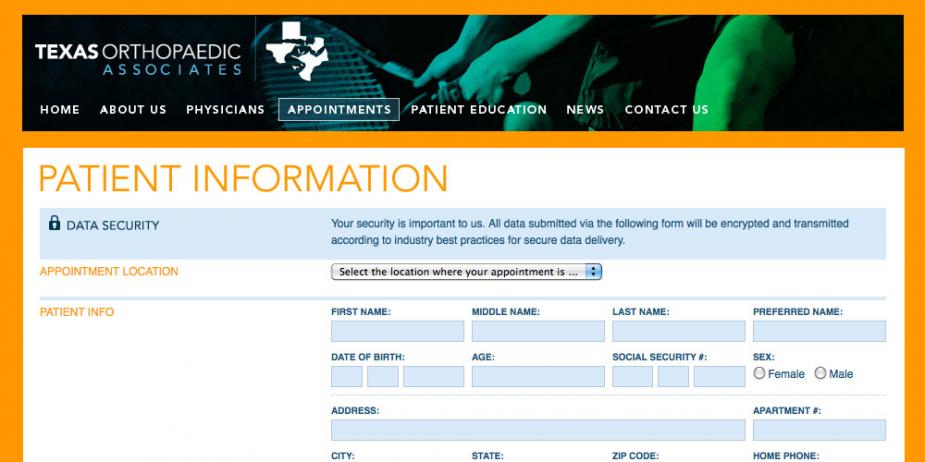 TEXAS ORTHOPAEDIC
ASSOCIATES
HOME ABOUT US PHYSICIANS APPOINTMENTS PATIENT EDUCATION NEWS CONTACT US
PATIENT INFORMATION
DATA SECURITY
Your security is important to us. All data submitted via the following form will be encrypted and transmitted
according to industry best practices for secure data delivery.
APPOINTMENT LOCATION
Select the location where your appointment is ...
PATIENT INFO
FIRST NAME: MIDDLE NAME: LAST NAME: PREFERRED NAME:
DATE OF BIRTH: AGE: SOCIAL SECURITY #: SEX:
Female Male
ADDRESS: APARTMENT #:
CITY: STATE: ZIP CODE: HOME PHONE: